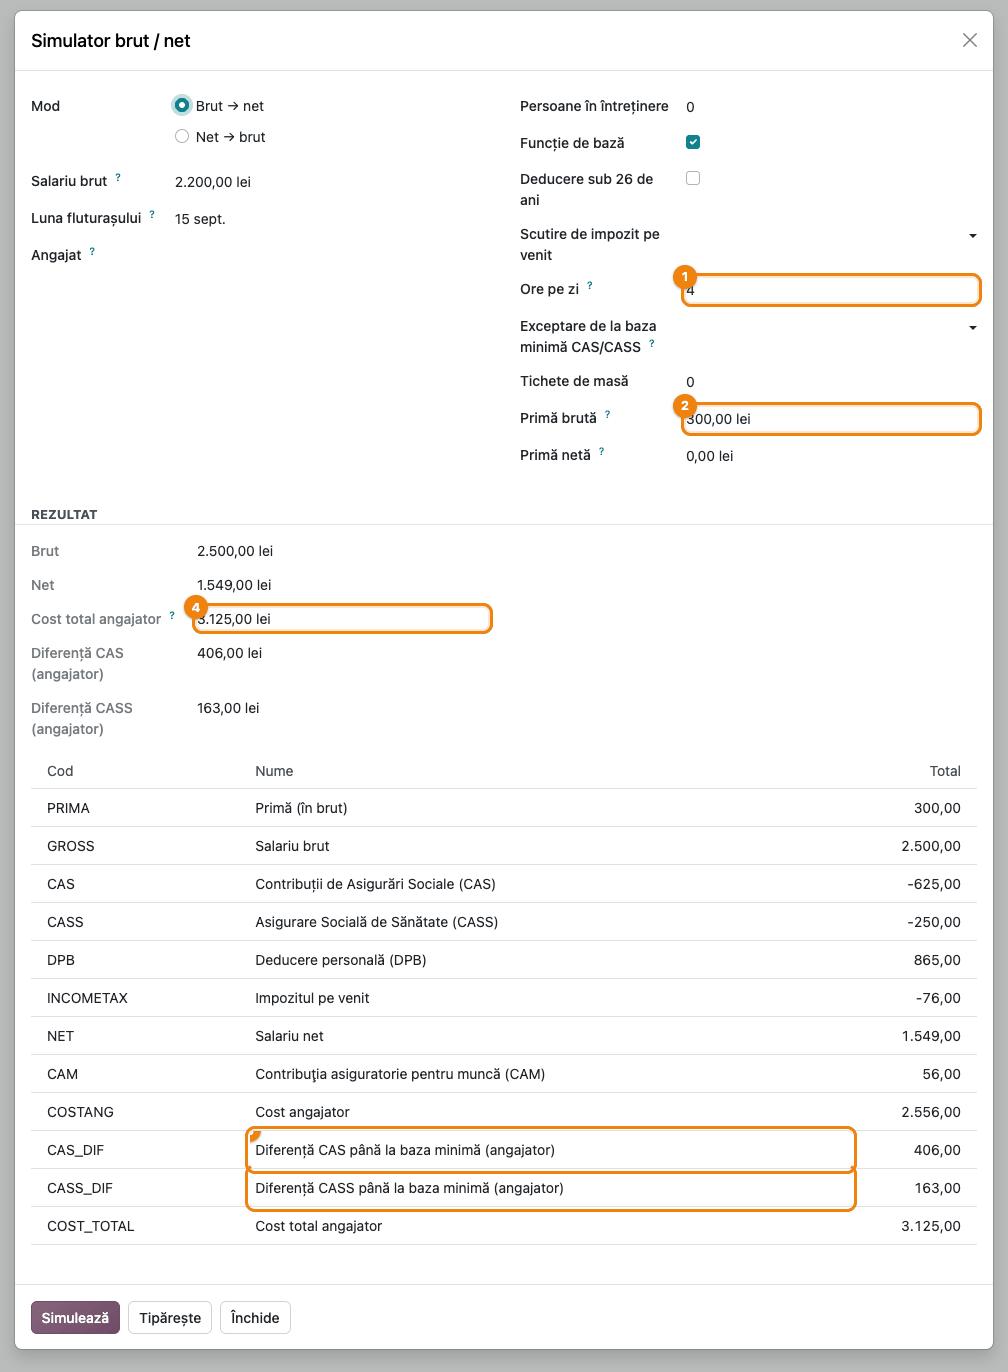 Simulator brut / net
Mod
Brut → net
Net → brut
Salariu brut ?
2.200,00 lei
Luna fluturașului ?
15 sept.
Angajat ?
Persoane în întreținere
0
Funcție de bază
Deducere sub 26 de
ani
Scutire de impozit pe
venit
Ore pe zi ?
1
4
Exceptare de la baza
minimă CAS/CASS ?
Tichete de masă
0
Primă brută ?
2
300,00 lei
Primă netă ?
0,00 lei
REZULTAT
Brut
2.500,00 lei
Net
1.549,00 lei
Cost total angajator ?
4
3.125,00 lei
Diferență CAS
(angajator)
406,00 lei
Diferență CASS
(angajator)
163,00 lei
Cod Nume Total
PRIMA Primă (în brut) 300,00
GROSS Salariu brut 2.500,00
CAS Contribuții de Asigurări Sociale (CAS) -625,00
CASS Asigurare Socială de Sănătate (CASS) -250,00
DPB Deducere personală (DPB) 865,00
INCOMETAX Impozitul pe venit -76,00
NET Salariu net 1.549,00
CAM Contribuţia asiguratorie pentru muncă (CAM) 56,00
COSTANG Cost angajator 2.556,00
CAS_DIF Diferență CAS până la baza minimă (angajator) 406,00
CASS_DIF Diferență CASS până la baza minimă (angajator) 163,00
COST_TOTAL Cost total angajator 3.125,00
Simulează
Tipărește
Închide